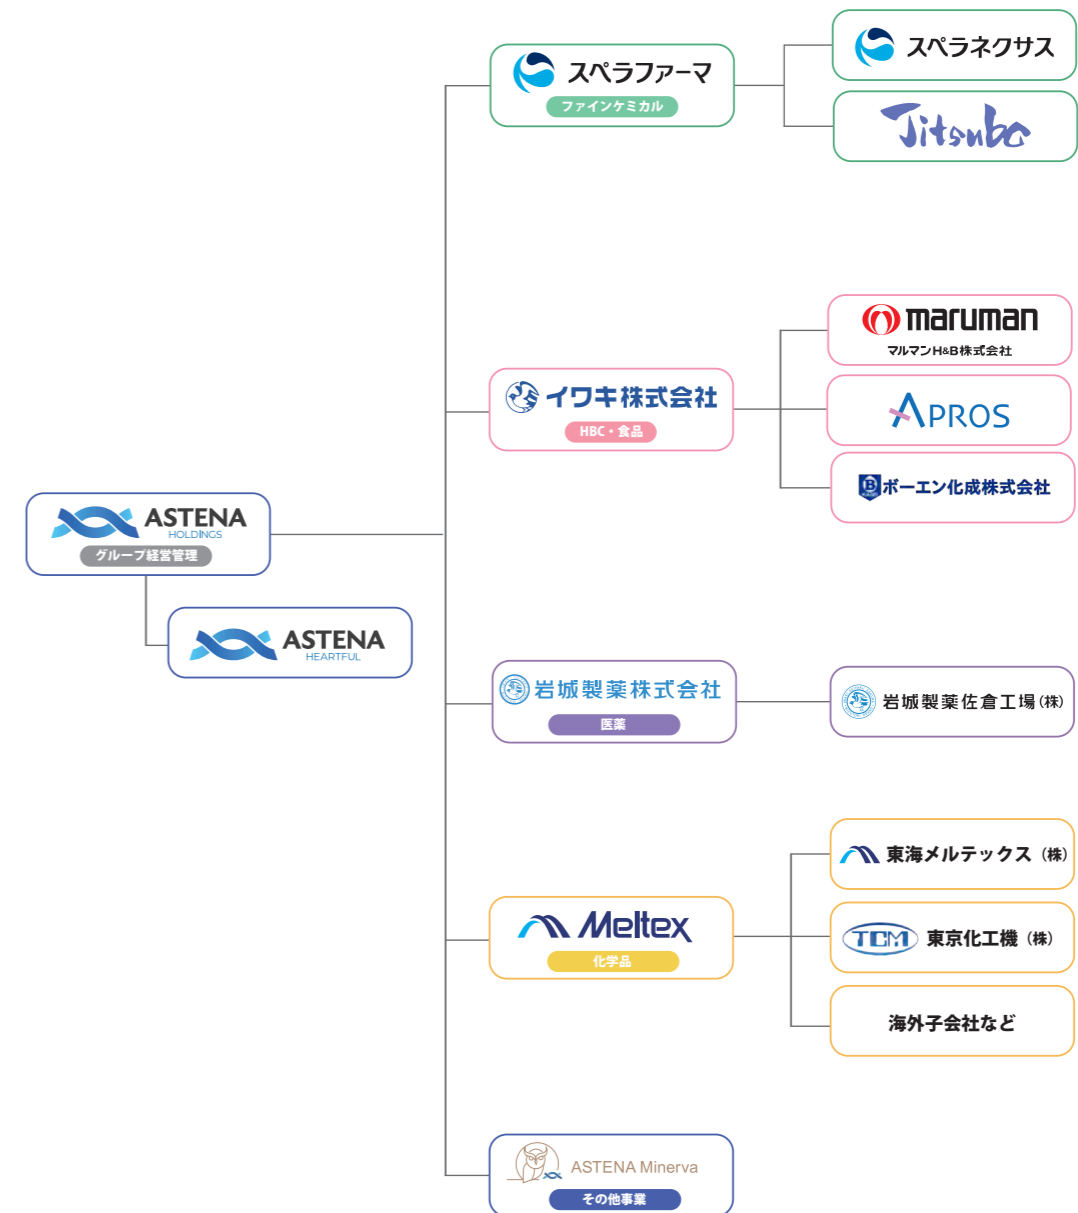 スペラファーマ
ファインケミカル
スペラネクサス
Jitsubo
イワキ株式会社
HBC・食品
maruman
マルマンH&B株式会社
APROS
B
ボーエン化成株式会社
ASTENA
HOLDINGS
グループ経営管理
ASTENA
HEARTFUL
岩城製薬株式会社
医薬
岩城製薬佐倉工場(株)
Meltex
化学品
東海メルテックス(株)
TCM
東京化工機(株)
海外子会社など
ASTENA Minerva
その他事業